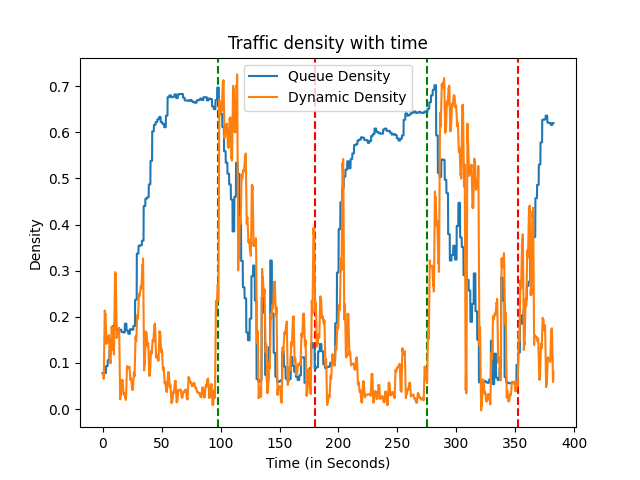 Traffic density with time
Queue Density
Dynamic Density
Density
0.7
0.6
0.5
0.4
0.3
0.2
0.1
0.0
0 50 100 150 200 250 300 350 400
Time (in Seconds)